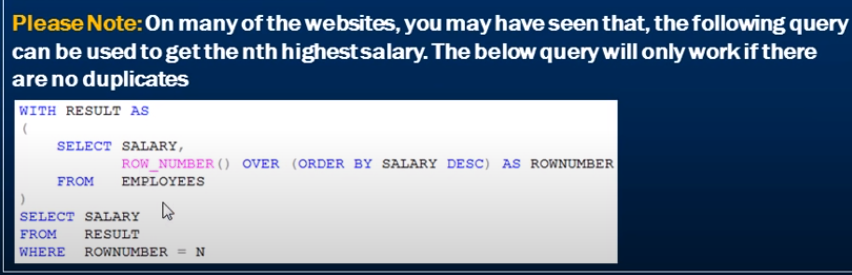 Please Note: On many of the websites, you may have seen that, the following query
can be used to get the nth highest salary. The below query will only work if there
are no duplicates
WITH RESULT AS
(
SELECT SALARY,
ROW_NUMBER() OVER (ORDER BY SALARY DESC) AS ROWNUMBER
FROM EMPLOYEES
)
SELECT SALARY
FROM RESULT
WHERE ROWNUMBER = N